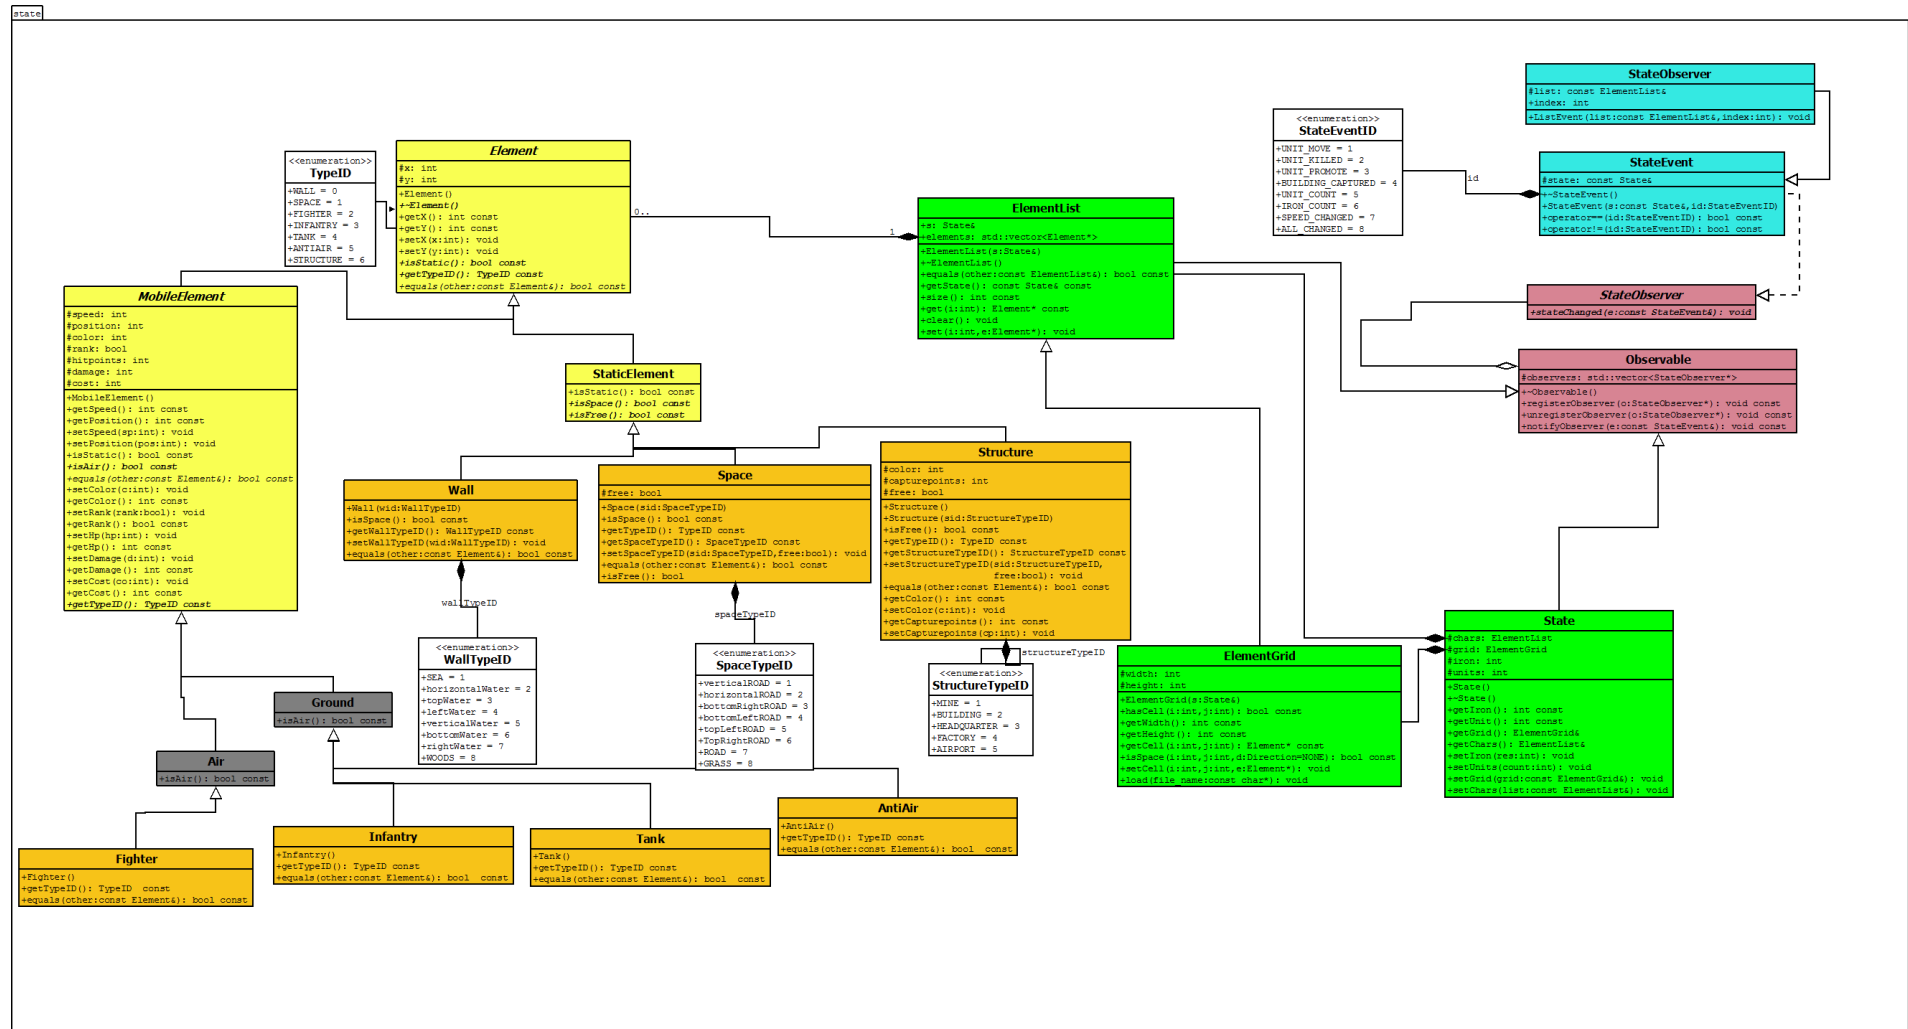 state
StateObserver
#list: const ElementList&
+index: int
+ListEvent(list:const ElementList&,index:int): void
<<enumeration>>
StateEventID
+UNIT_MOVE = 1
+UNIT_KILLED = 2
+UNIT_PROMOTE = 3
+BUILDING_CAPTURED = 4
+UNIT_COUNT = 5
+IRON_COUNT = 6
+SPEED_CHANGED = 7
+ALL_CHANGED = 8
id
StateEvent
#state: const State&
+~StateEvent()
+StateEvent(s:const State&,id:StateEventID)
+operator==(id:StateEventID): bool const
+operator!=(id:StateEventID): bool const
<<enumeration>>
TypeID
+WALL = 0
+SPACE = 1
+FIGHTER = 2
+INFANTRY = 3
+TANK = 4
+ANTIAIR = 5
+STRUCTURE = 6
Element
#x: int
#y: int
+Element()
+~Element()
+getX(): int const
+getY(): int const
+setX(x:int): void
+setY(y:int): void
+isStatic(): bool const
+getTypeID(): TypeID const
+equals(other:const Element&): bool const
0..
1
ElementList
+s: State&
+elements: std::vector<Element*>
+ElementList(s:State&)
+~ElementList()
+equals(other:const ElementList&): bool const
+getState(): const State& const
+size(): int const
+get(i:int): Element* const
+clear(): void
+set(i:int,e:Element*): void
StateObserver
+stateChanged(e:const StateEvent&): void
Observable
#observers: std::vector<StateObserver*>
+~Observable()
+registerObserver(o:StateObserver*): void const
+unregisterObserver(o:StateObserver*): void const
+notifyObserver(e:const StateEvent&): void const
MobileElement
#speed: int
#position: int
#color: int
#rank: bool
#hitpoints: int
#damage: int
#cost: int
+MobileElement()
+getSpeed(): int const
+getPosition(): int const
+setSpeed(sp:int): void
+setPosition(pos:int): void
+isStatic(): bool const
+isAir(): bool const
+equals(other:const Element&): bool const
+setColor(c:int): void
+getColor(): int const
+setRank(rank:bool): void
+getRank(): bool const
+setHp(hp:int): void
+getHp(): int const
+setDamage(d:int): void
+getDamage(): int const
+setCost(co:int): void
+getCost(): int const
+getTypeID(): TypeID const
StaticElement
+isStatic(): bool const
+isSpace(): bool const
+isFree(): bool const
Wall
+Wall(wid:WallTypeID)
+isSpace(): bool const
+getWallTypeID(): WallTypeID const
+setWallTypeID(wid:WallTypeID): void
+equals(other:const Element&): bool const
wallTypeID
Space
#free: bool
+Space(sid:SpaceTypeID)
+isSpace(): bool const
+getTypeID(): TypeID const
+getSpaceTypeID(): SpaceTypeID const
+setSpaceTypeID(sid:SpaceTypeID,free:bool): void
+equals(other:const Element&): bool const
+isFree(): bool
spaceTypeID
Structure
#color: int
#capturepoints: int
#free: bool
+Structure()
+Structure(sid:StructureTypeID)
+isFree(): bool const
+getTypeID(): TypeID const
+getStructureTypeID(): StructureTypeID const
+setStructureTypeID(sid:StructureTypeID,
free:bool): void
+equals(other:const Element&): bool const
+getColor(): int const
+setColor(c:int): void
+getCapturepoints(): int const
+setCapturepoints(cp:int): void
structureTypeID
<<enumeration>>
WallTypeID
+SEA = 1
+horizontalWater = 2
+topWater = 3
+leftWater = 4
+verticalWater = 5
+bottomWater = 6
+rightWater = 7
+WOODS = 8
<<enumeration>>
SpaceTypeID
+verticalROAD = 1
+horizontalROAD = 2
+bottomRightROAD = 3
+bottomLeftROAD = 4
+topLeftROAD = 5
+TopRightROAD = 6
+ROAD = 7
+GRASS = 8
<<enumeration>>
StructureTypeID
+MINE = 1
+BUILDING = 2
+HEADQUARTER = 3
+FACTORY = 4
+AIRPORT = 5
ElementGrid
#width: int
#height: int
+ElementGrid(s:State&)
+hasCell(i:int,j:int): bool const
+getWidth(): int const
+getHeight(): int const
+getCell(i:int,j:int): Element* const
+isSpace(i:int,j:int,d:Direction=NONE): bool const
+setCell(i:int,j:int,e:Element*): void
+load(file_name:const char*): void
State
#chars: ElementList
#grid: ElementGrid
#iron: int
#units: int
+State()
+~State()
+getIron(): int const
+getUnit(): int const
+getGrid(): ElementGrid&
+getChars(): ElementList&
+setIron(res:int): void
+setUnits(count:int): void
+setGrid(grid:const ElementGrid&): void
+setChars(list:const ElementList&): void
Ground
+isAir(): bool const
Air
+isAir(): bool const
Fighter
+Fighter()
+getTypeID(): TypeID  const
+equals(other:const Element&): bool const
Infantry
+Infantry()
+getTypeID(): TypeID const
+equals(other:const Element&): bool  const
Tank
+Tank()
+getTypeID(): TypeID const
+equals(other:const Element&): bool  const
AntiAir
+AntiAir()
+getTypeID(): TypeID const
+equals(other:const Element&): bool  const